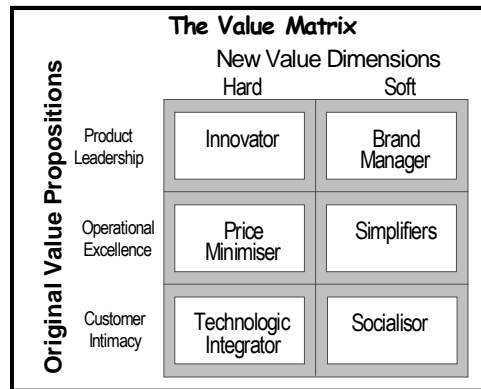 The Value Matrix
New Value Dimensions
Hard Soft
Original Value Propositions
Product
Leadership
Innovator
Brand
Manager
Operational
Excellence
Price
Minimiser
Simplifiers
Customer
Intimacy
Technologic
Integrator
Socialisor